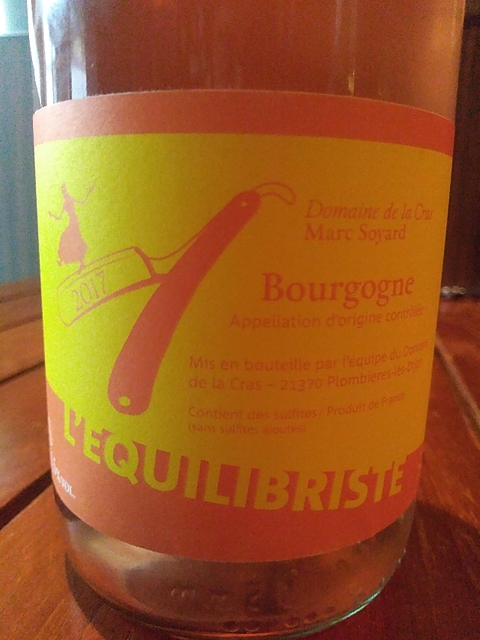 Domaine de la Cras
Marc Soyard
2017
Bourgogne
Appellation d'origine contrôlée
Mis en bouteille par l'équipe du Domaine
de la Cras – 21370 Plombières-lès-Dijon
Contient des sulfites / Produit de France
(sans sulfites ajoutés)
L'EQUILIBRISTE
VOL.